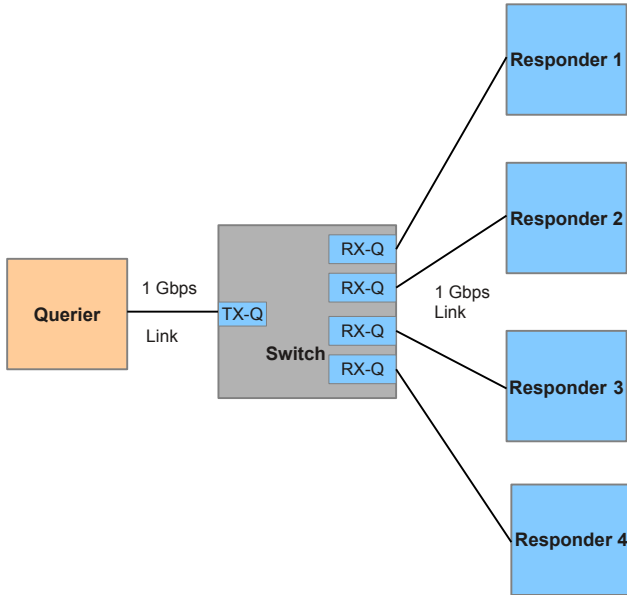 Responder 1
Responder 2
RX-Q
RX-Q
1 Gbps
Link
Querier
1 Gbps
Link
TX-Q
Switch
RX-Q
RX-Q
Responder 3
Responder 4